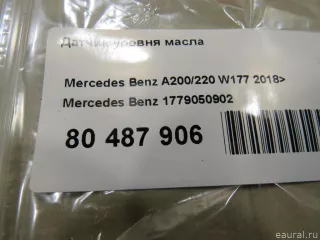 Датчик уровня масла
Mercedes Benz A200/220 W177 2018>
Mercedes Benz 1779050902
80 487 906
eaural.ru